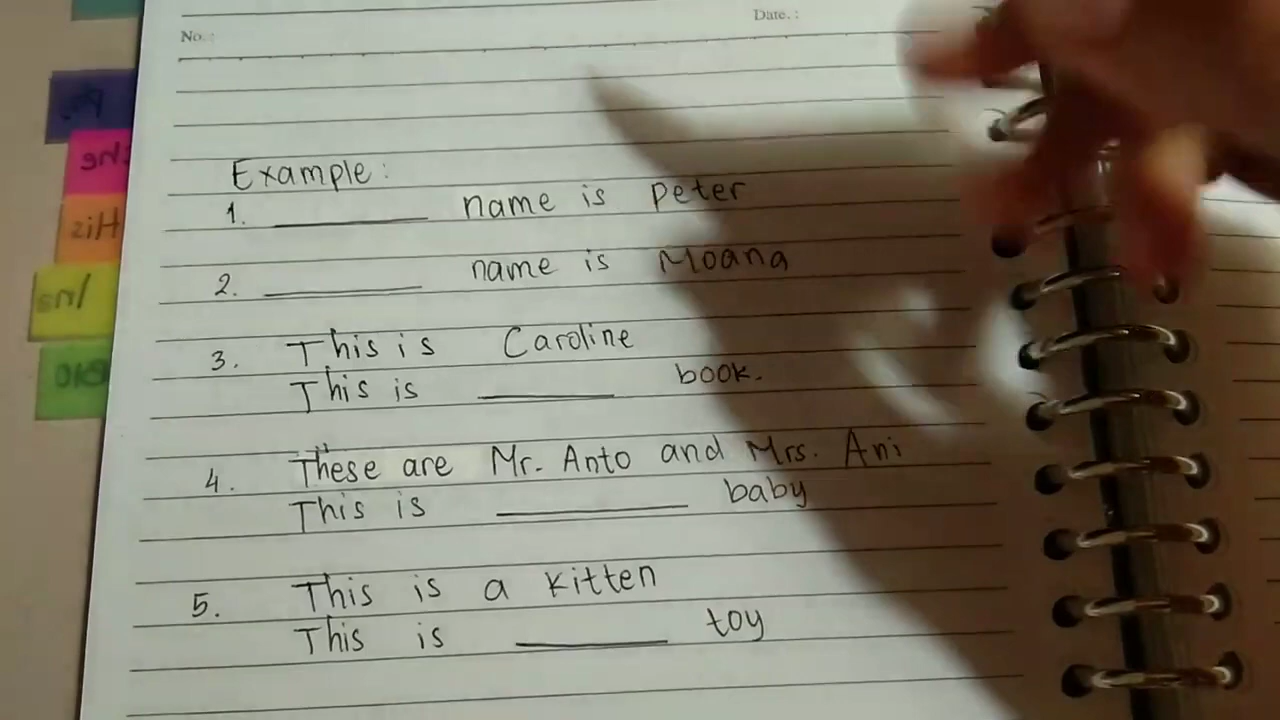 No. :
Date. :
Example:
1. ________ name is peter
2. ________ name is Moana
3. This is Caroline
This is ________ book.
4. These are Mr. Anto and Mrs. Ani
This is ________ baby
5. This is a kitten
This is ________ toy
His